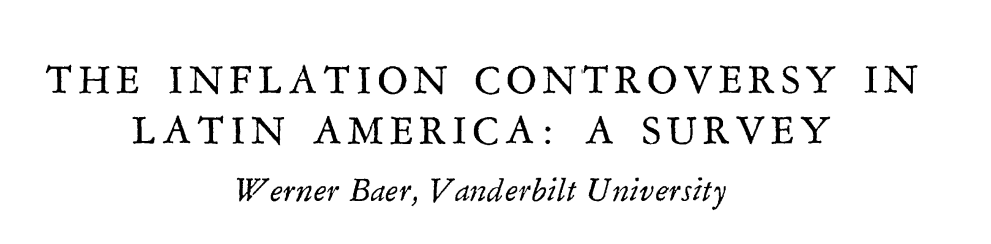 THE INFLATION CONTROVERSY IN
LATIN AMERICA: A SURVEY
Werner Baer, Vanderbilt University